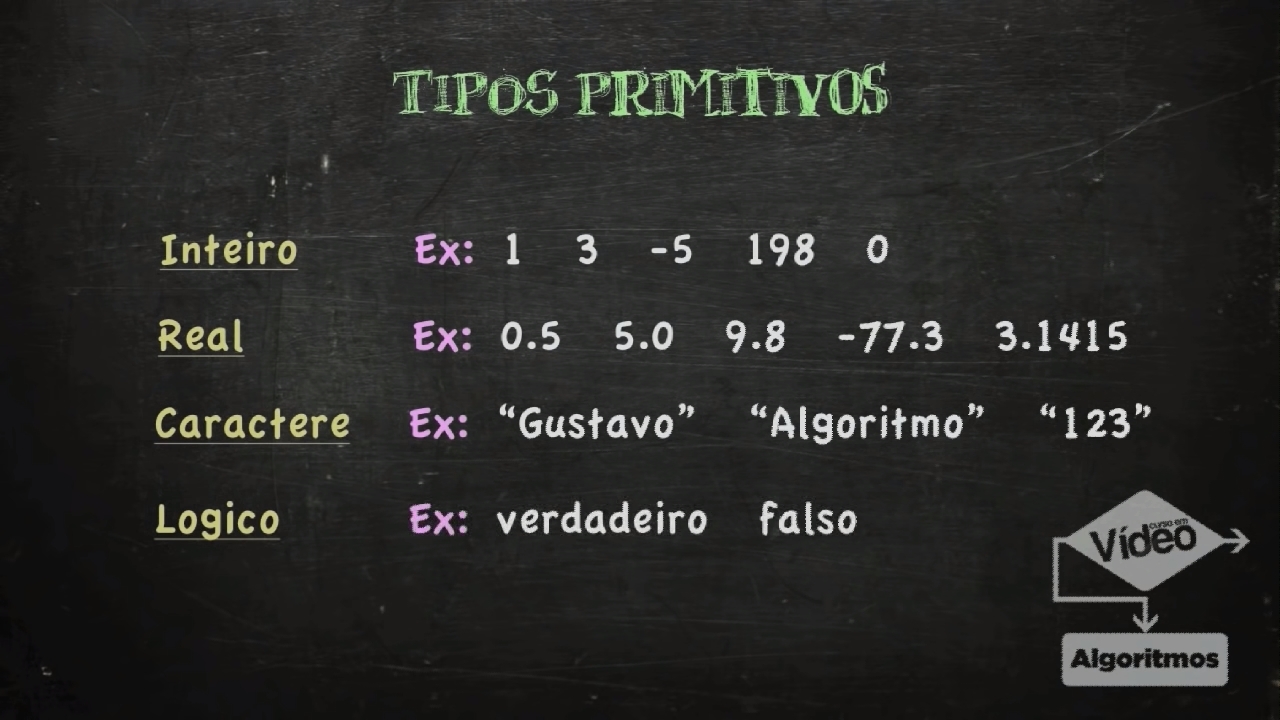 TIPOS PRIMITIVOS
Inteiro Ex: 1 3 -5 198 0
Real Ex: 0.5 5.0 9.8 -77.3 3.1415
Caractere Ex: “Gustavo” “Algoritmo” “123”
Logico Ex: verdadeiro falso
curso em
Vídeo
Algoritmos